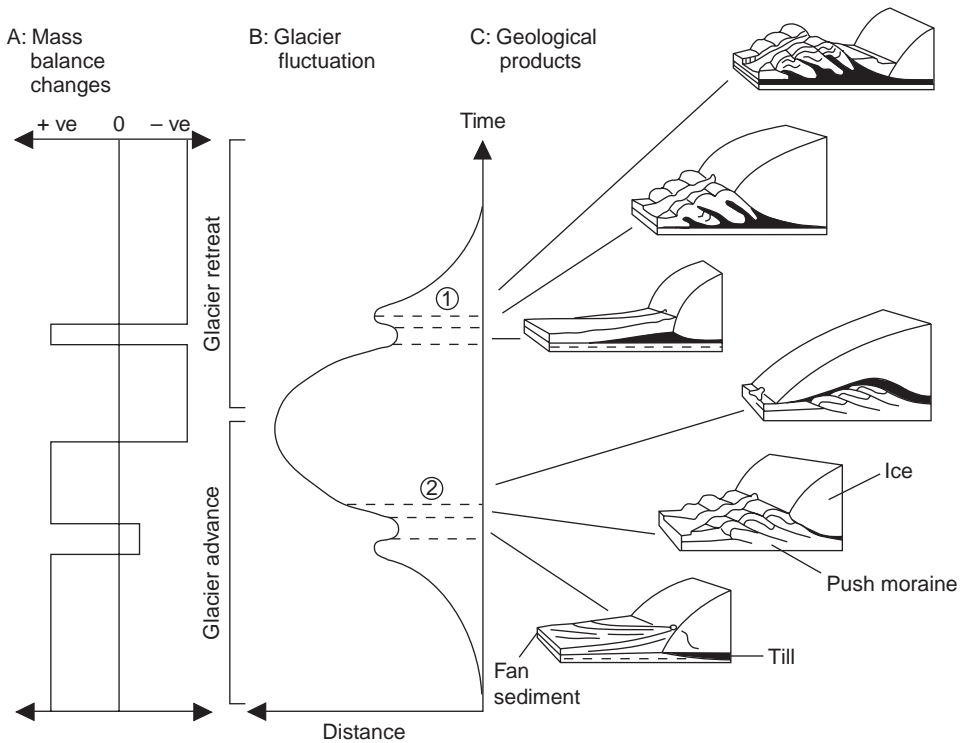 A: Mass
balance
changes
B: Glacier
fluctuation
C: Geological
products
+ ve 0 – ve
Time
Glacier retreat
Glacier advance
①
②
Ice
Push moraine
Till
Fan
sediment
Distance